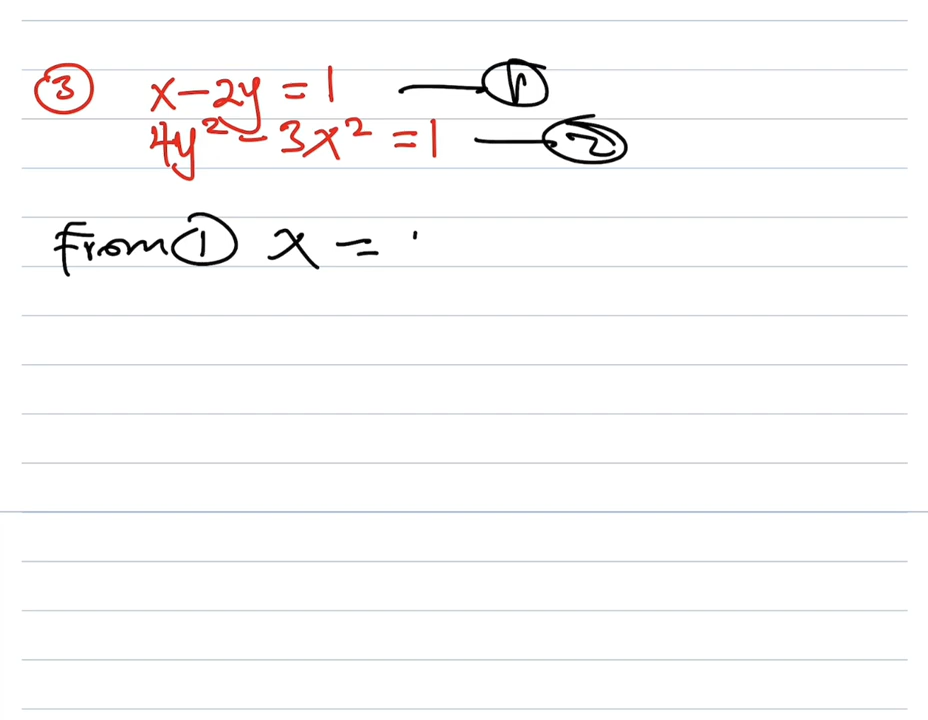 ③ x-2y=1 — ①
4y²-3x²=1 — ②
From ① x =